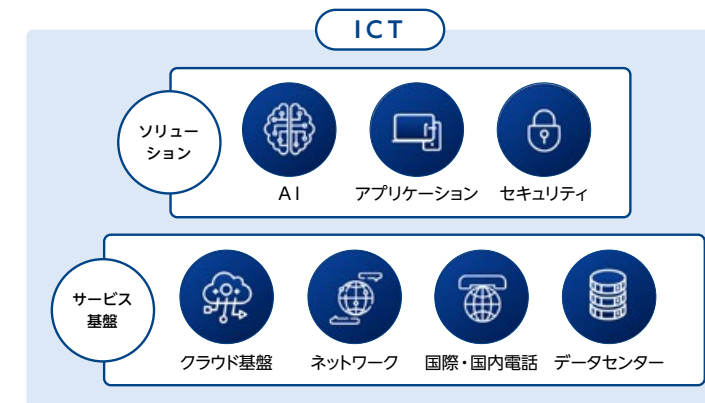 ICT
ソリュー
ション
AI
アプリケーション
セキュリティ
サービス
基盤
クラウド基盤
ネットワーク
国際・国内電話
データセンター